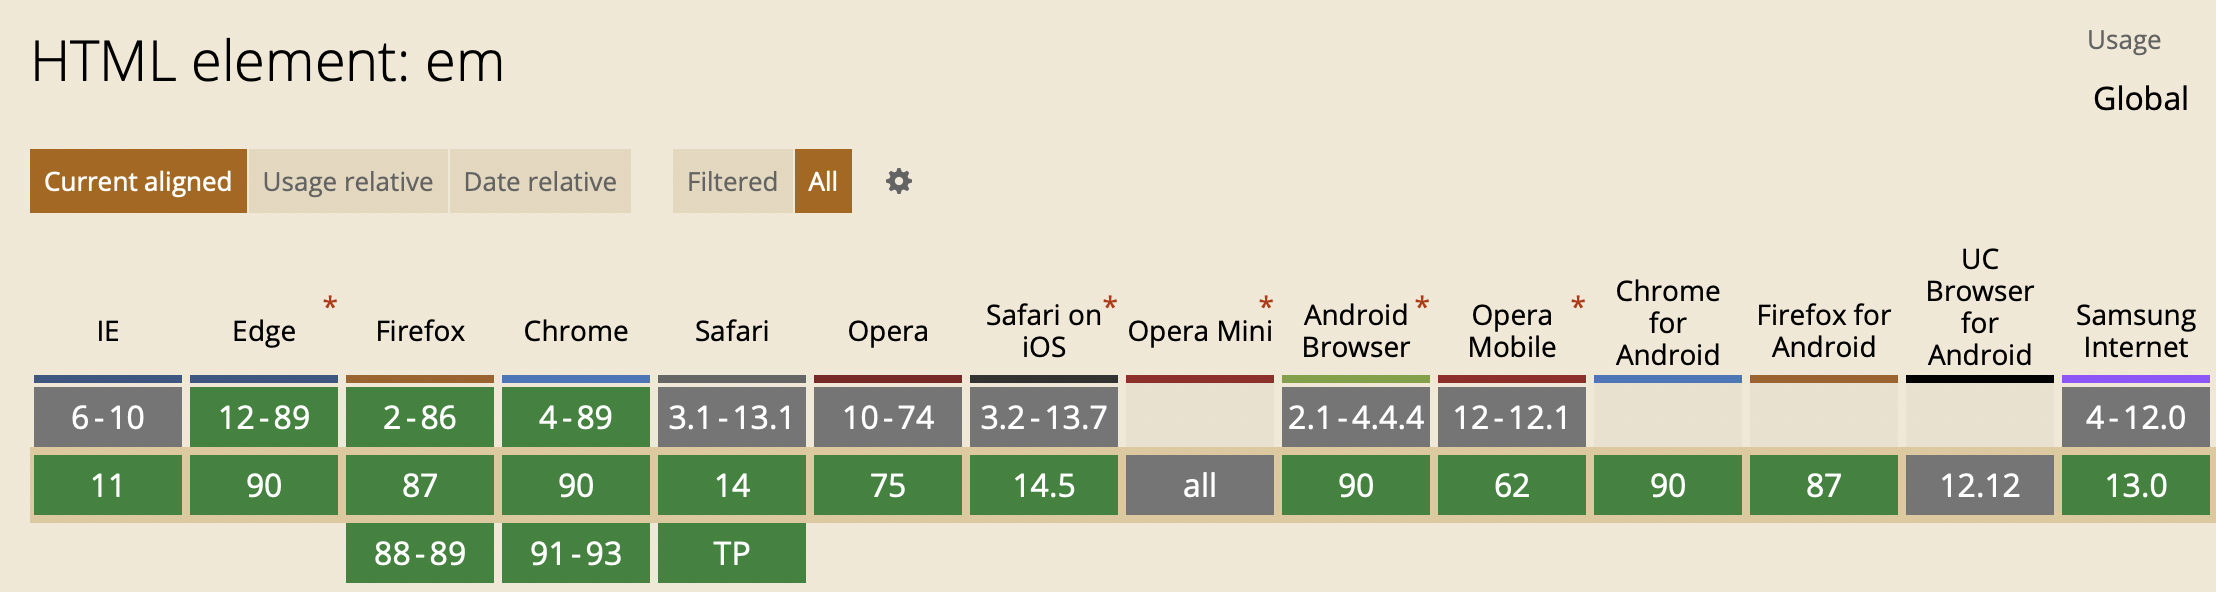 HTML element: em
Usage
Global
Current aligned
Usage relative
Date relative
Filtered
All
IE
Edge *
Firefox
Chrome
Safari
Opera
Safari on *
iOS
Opera Mini *
Android *
Browser
Opera *
Mobile
Chrome
for
Android
Firefox for
Android
UC
Browser
for
Android
Samsung
Internet
6-10 12-89 2-86 4-89 3.1-13.1 10-74 3.2-13.7 2.1-4.4.4 12-12.1 4-12.0
11 90 87 90 14 75 14.5 all 90 62 90 87 12.12 13.0
88-89 91-93 TP